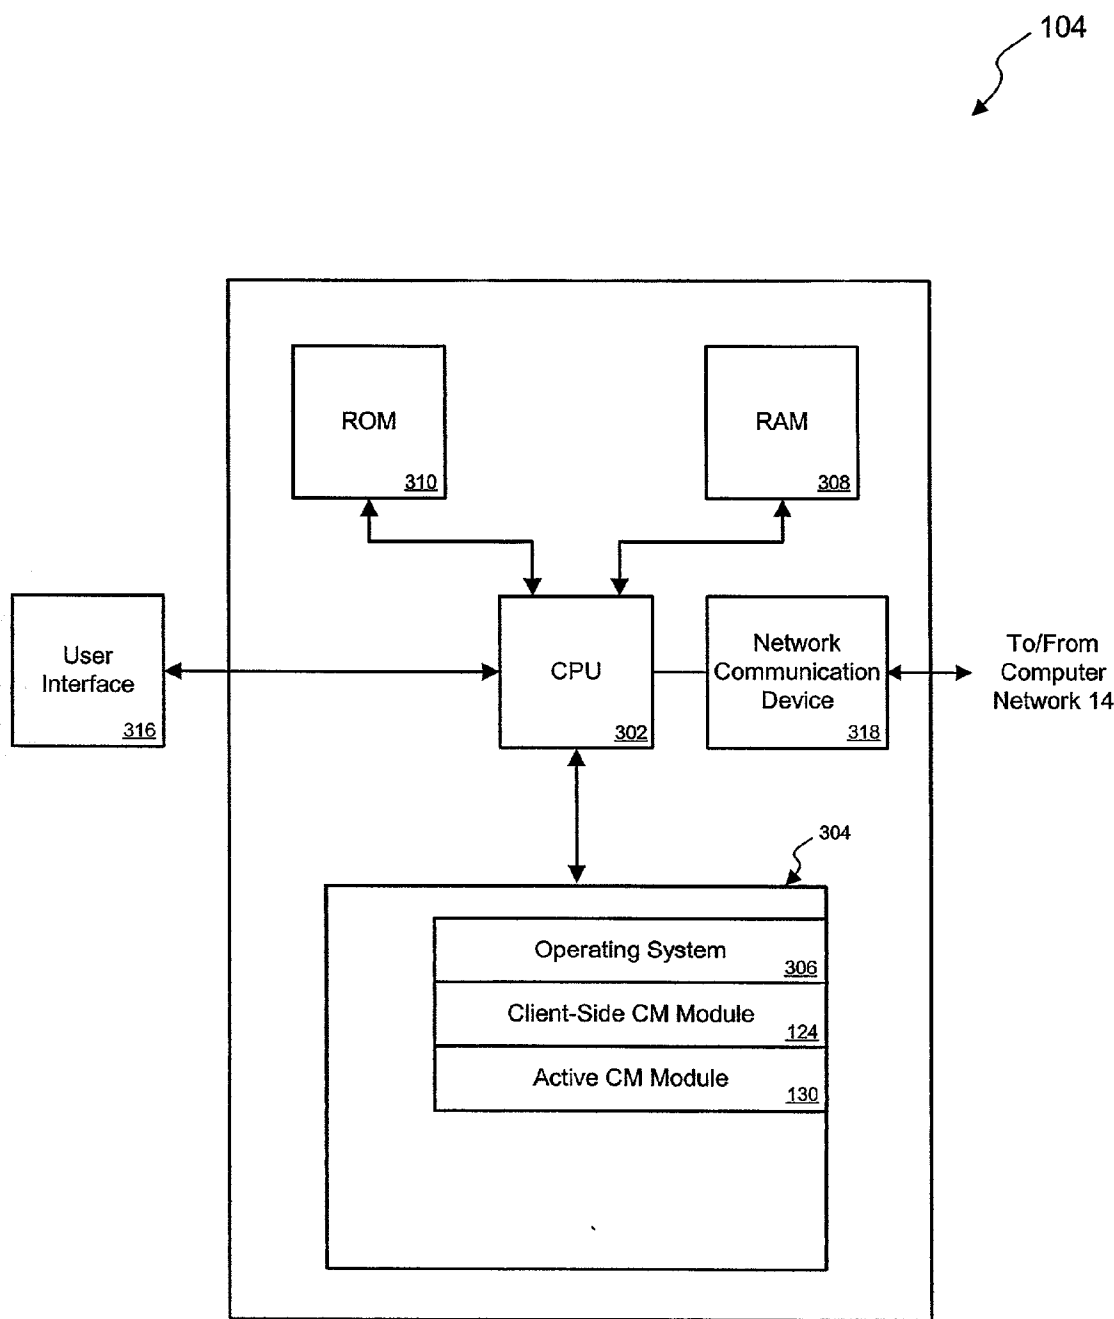 104
ROM
310
RAM
308
User
Interface
316
CPU
302
Network
Communication
Device
318
To/From
Computer
Network 14
304
Operating System
306
Client-Side CM Module
124
Active CM Module
130